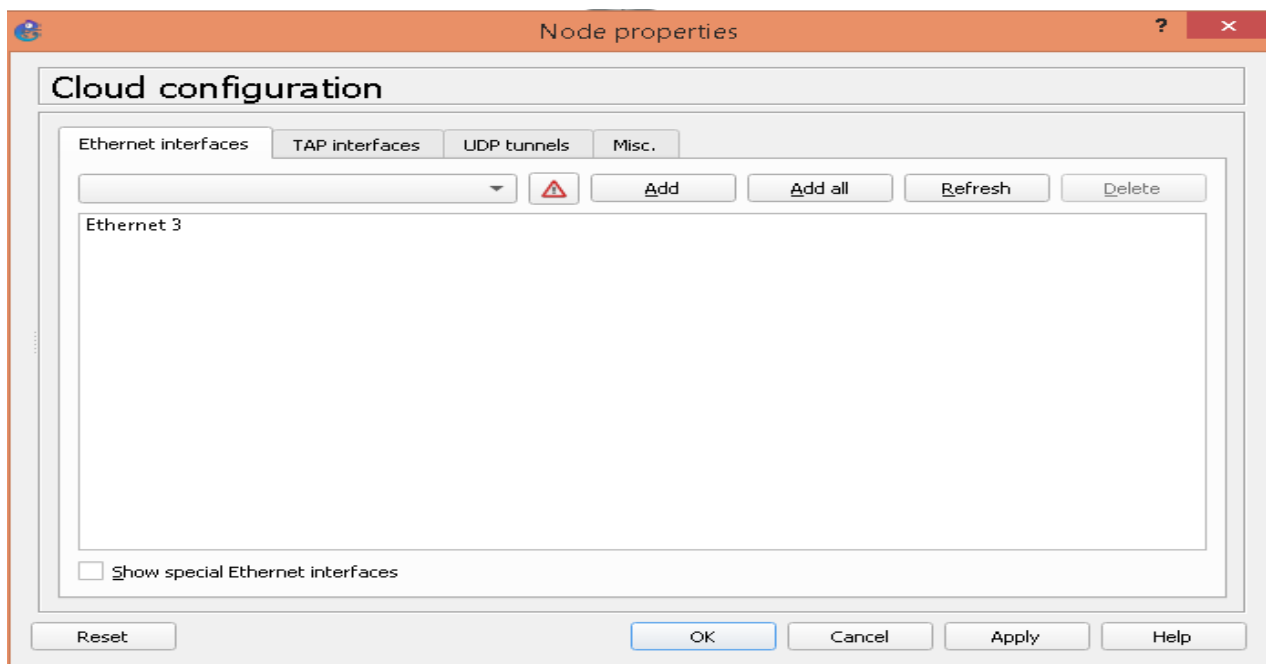 Node properties ? ×
Cloud configuration
Ethernet interfaces TAP interfaces UDP tunnels Misc.
Add Add all Refresh Delete
Ethernet 3
Show special Ethernet interfaces
Reset OK Cancel Apply Help